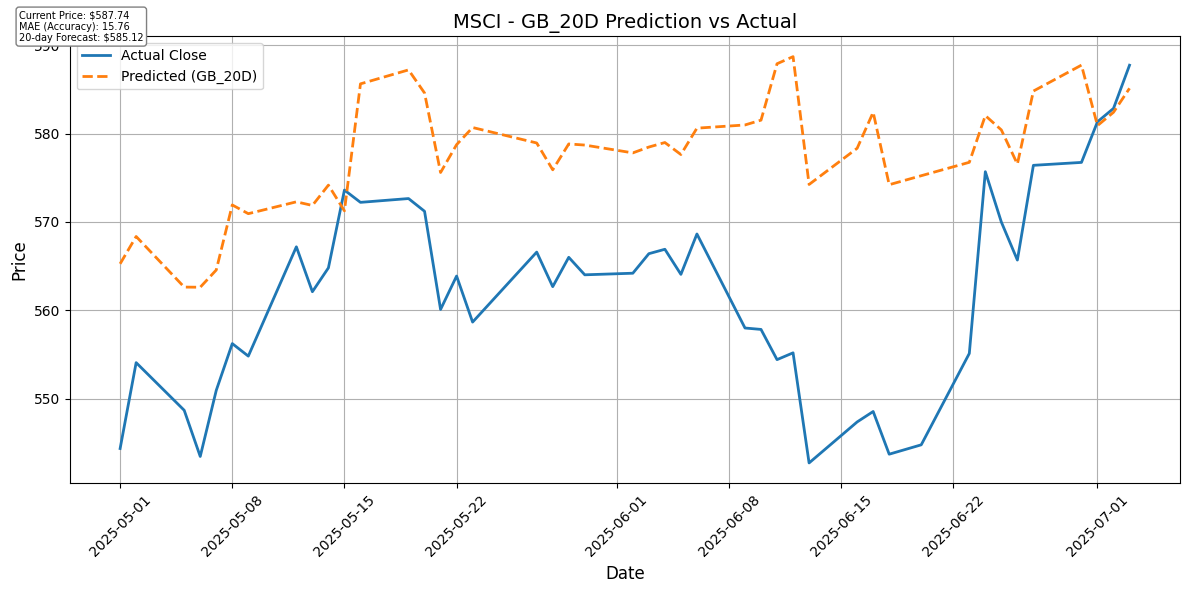 MSCI - GB_20D Prediction vs Actual
Current Price: $587.74
MAE (Accuracy): 15.76
20-day Forecast: $585.12
Actual Close
Predicted (GB_20D)
Price
590
580
570
560
550
2025-05-01
2025-05-08
2025-05-15
2025-05-22
2025-06-01
2025-06-08
2025-06-15
2025-06-22
2025-07-01
Date